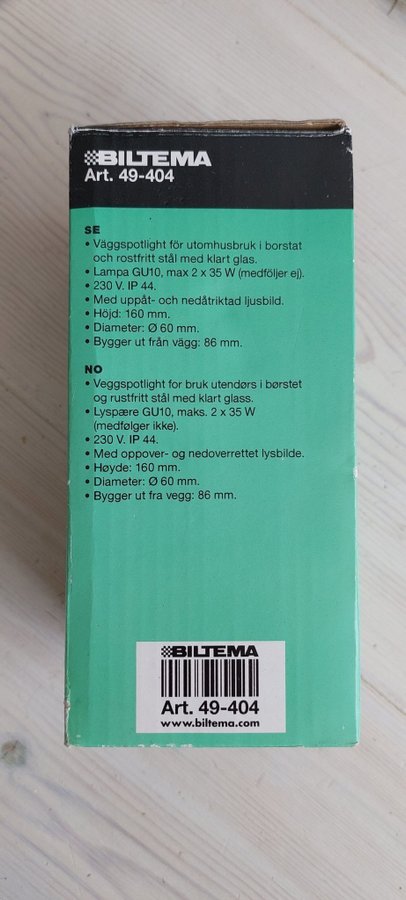 BILTEMA
Art. 49-404
SE
• Väggspotlight för utomhusbruk i borstat
och rostfritt stål med klart glas.
• Lampa GU10, max 2 x 35 W (medföljer ej).
• 230 V. IP 44.
• Med uppåt- och nedåtriktad ljusbild.
• Höjd: 160 mm.
• Diameter: Ø 60 mm.
• Bygger ut från vägg: 86 mm.
NO
• Veggspotlight for bruk utendørs i børstet
og rustfritt stål med klart glass.
• Lyspære GU10, maks. 2 x 35 W
(medfølger ikke).
• 230 V. IP 44.
• Med oppover- og nedoverrettet lysbilde.
• Høyde: 160 mm.
• Diameter: Ø 60 mm.
• Bygger ut fra vegg: 86 mm.
BILTEMA
Art. 49-404
www.biltema.com